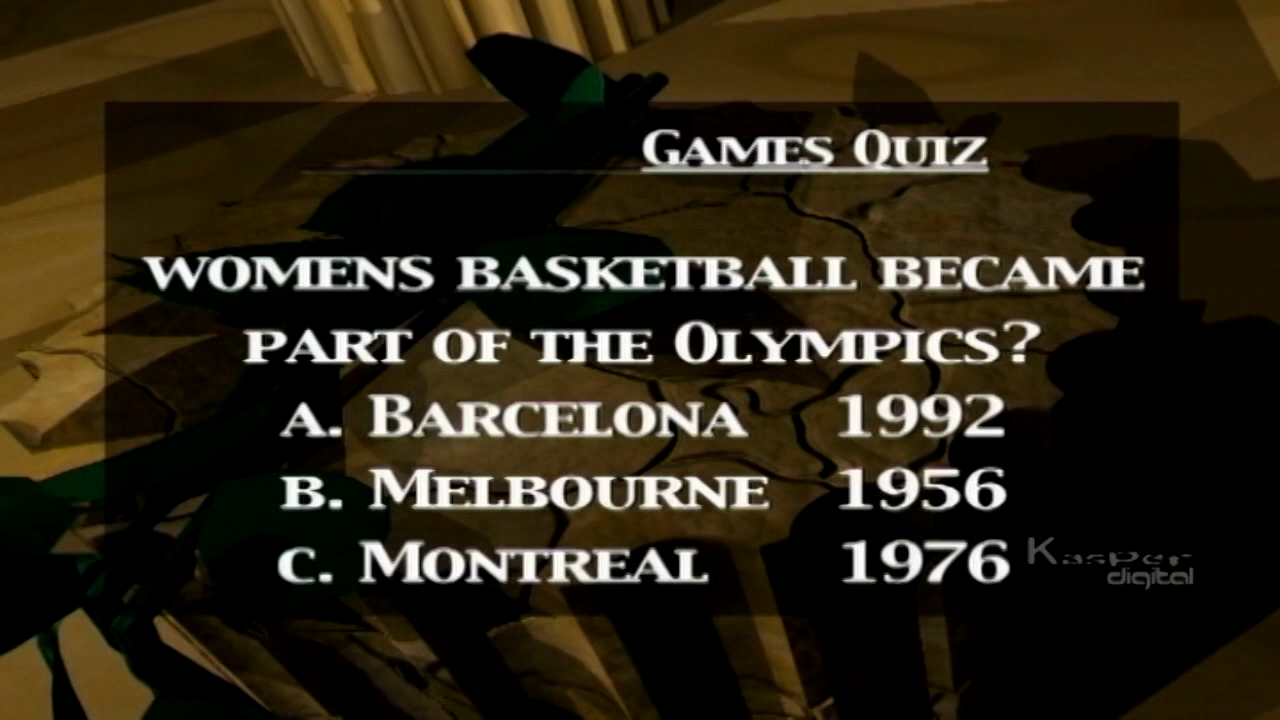 Games Quiz
womens basketball became
part of the Olympics?
a. Barcelona 1992
b. Melbourne 1956
c. Montreal 1976
Kasper
digital